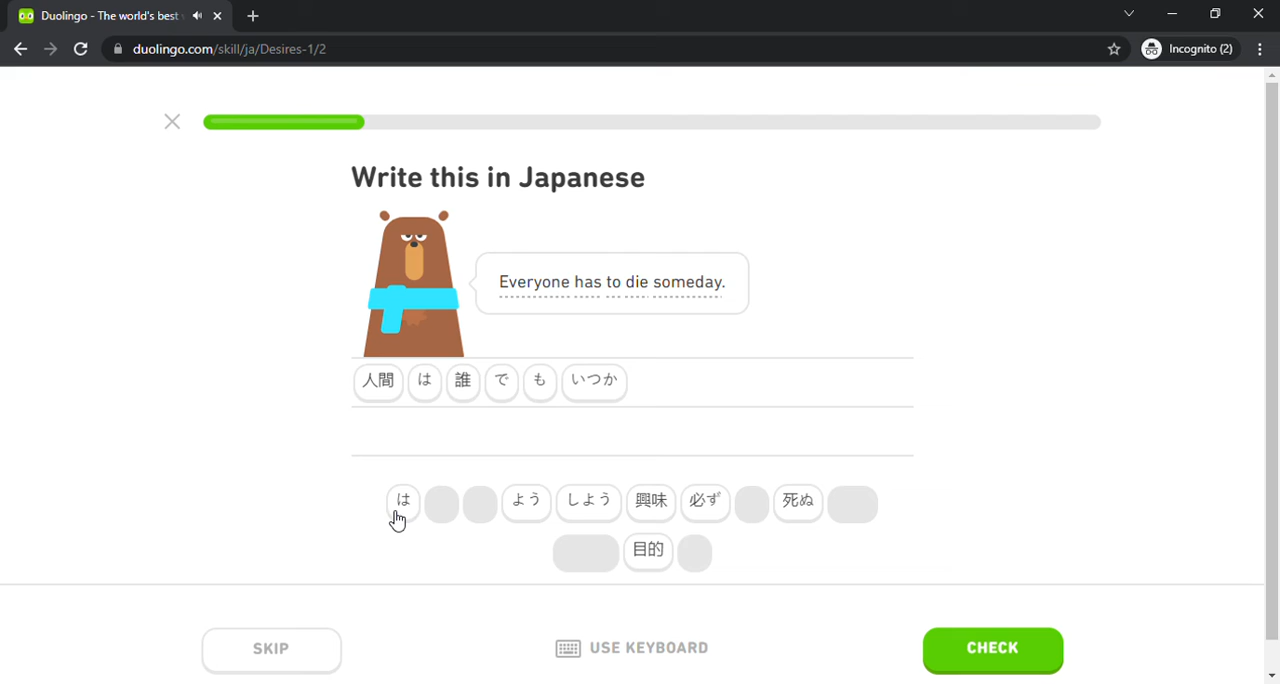 Duolingo - The world's best
duolingo.com/skill/ja/Desires-1/2
Incognito (2)
Write this in Japanese
Everyone has to die someday.
人間 は 誰 で も いつか
は よう しよう 興味 必ず 死ぬ
目的
SKIP
USE KEYBOARD
CHECK